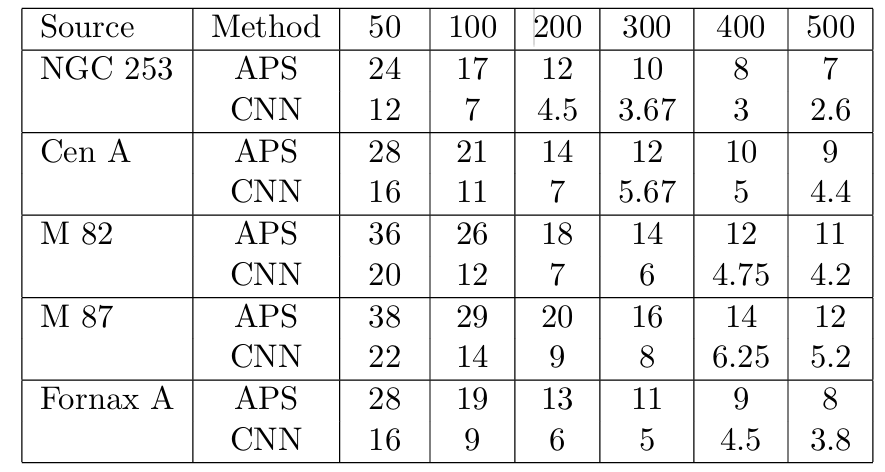 Source Method 50 100 200 300 400 500
NGC 253 APS 24 17 12 10 8 7
CNN 12 7 4.5 3.67 3 2.6
Cen A APS 28 21 14 12 10 9
CNN 16 11 7 5.67 5 4.4
M 82 APS 36 26 18 14 12 11
CNN 20 12 7 6 4.75 4.2
M 87 APS 38 29 20 16 14 12
CNN 22 14 9 8 6.25 5.2
Fornax A APS 28 19 13 11 9 8
CNN 16 9 6 5 4.5 3.8